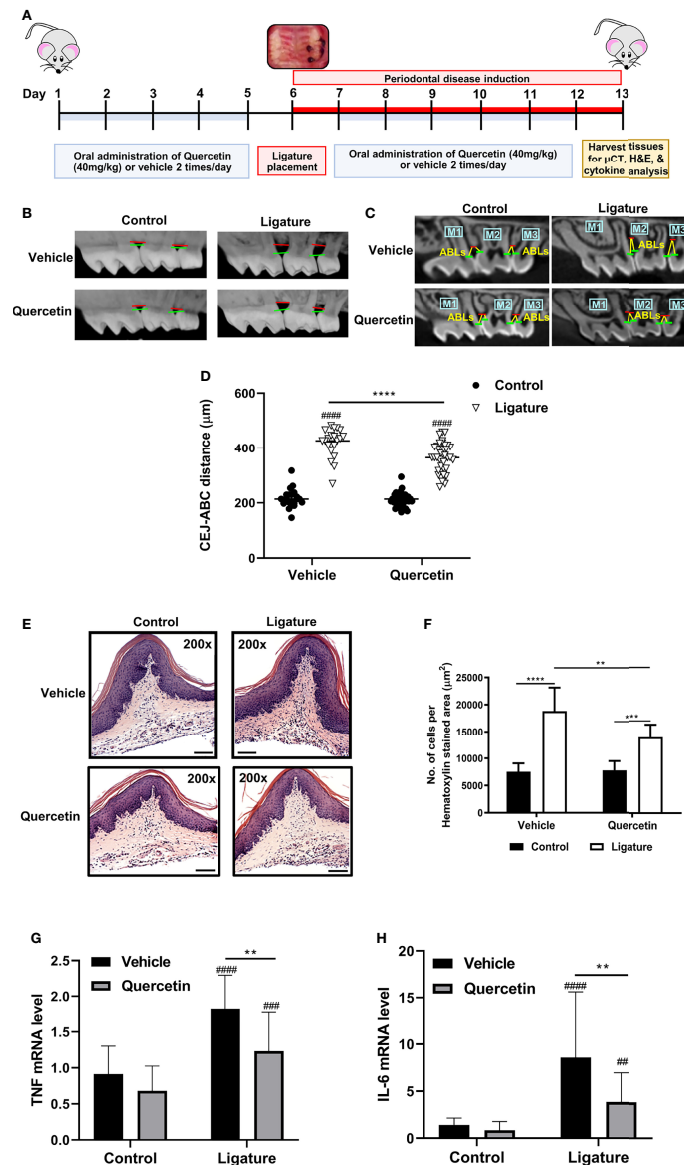 A
Periodontal disease induction
Day 1 2 3 4 5 6 7 8 9 10 11 12 13
Oral administration of Quercetin
(40mg/kg) or vehicle 2 times/day
Ligature
placement
Oral administration of Quercetin (40mg/kg)
or vehicle 2 times/day
Harvest tissues
for µCT, H&E, &
cytokine analysis
B
Control Ligature
Vehicle
Quercetin
C
Control Ligature
Vehicle
M1 M2 M3
ABLs ABLs
M1 M2 M3
ABLs
Quercetin
M1 M2 M3
ABLs ABLs
M1 M2 M3
ABLs
D
CEJ-ABC distance (µm)
600
400
200
0
####
****
####
Control
Ligature
Vehicle Quercetin
E
Control Ligature
Vehicle
200x 200x
Quercetin
200x 200x
F
No. of cells per
Hematoxylin stained area (µm2)
25000
20000
15000
10000
5000
0
****
**
***
Vehicle Quercetin
Control Ligature
G
TNF mRNA level
2.5
2.0
1.5
1.0
0.5
0.0
Vehicle
Quercetin
####
**
###
Control Ligature
H
IL-6 mRNA level
20
15
10
5
0
Vehicle
Quercetin
####
**
##
Control Ligature